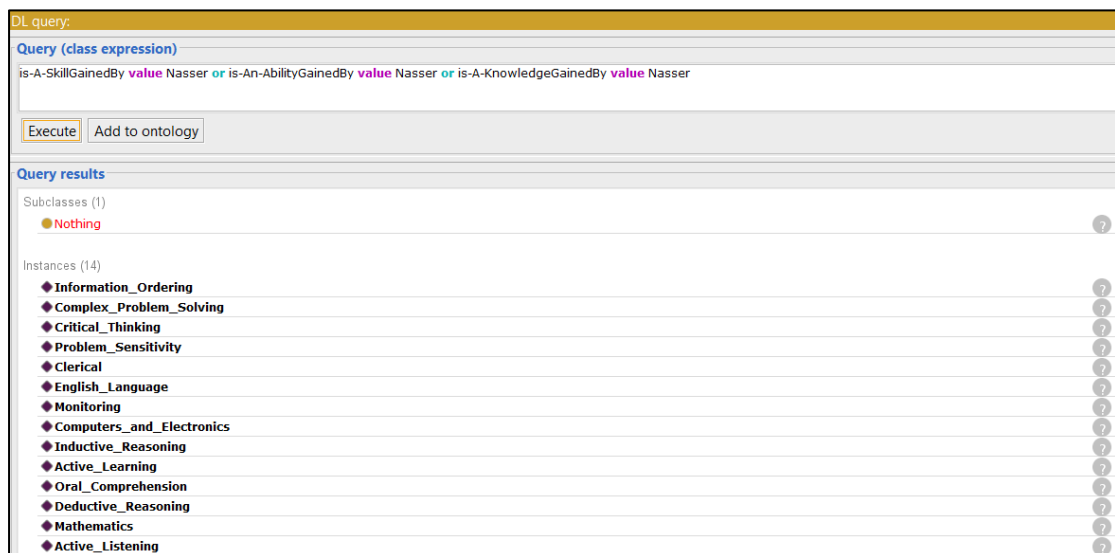 DL query:
Query (class expression)
is-A-SkillGainedBy value Nasser or is-An-AbilityGainedBy value Nasser or is-A-KnowledgeGainedBy value Nasser
Execute Add to ontology
Query results
Subclasses (1)
Nothing ?
Instances (14)
Information_Ordering ?
Complex_Problem_Solving ?
Critical_Thinking ?
Problem_Sensitivity ?
Clerical ?
English_Language ?
Monitoring ?
Computers_and_Electronics ?
Inductive_Reasoning ?
Active_Learning ?
Oral_Comprehension ?
Deductive_Reasoning ?
Mathematics ?
Active_Listening ?